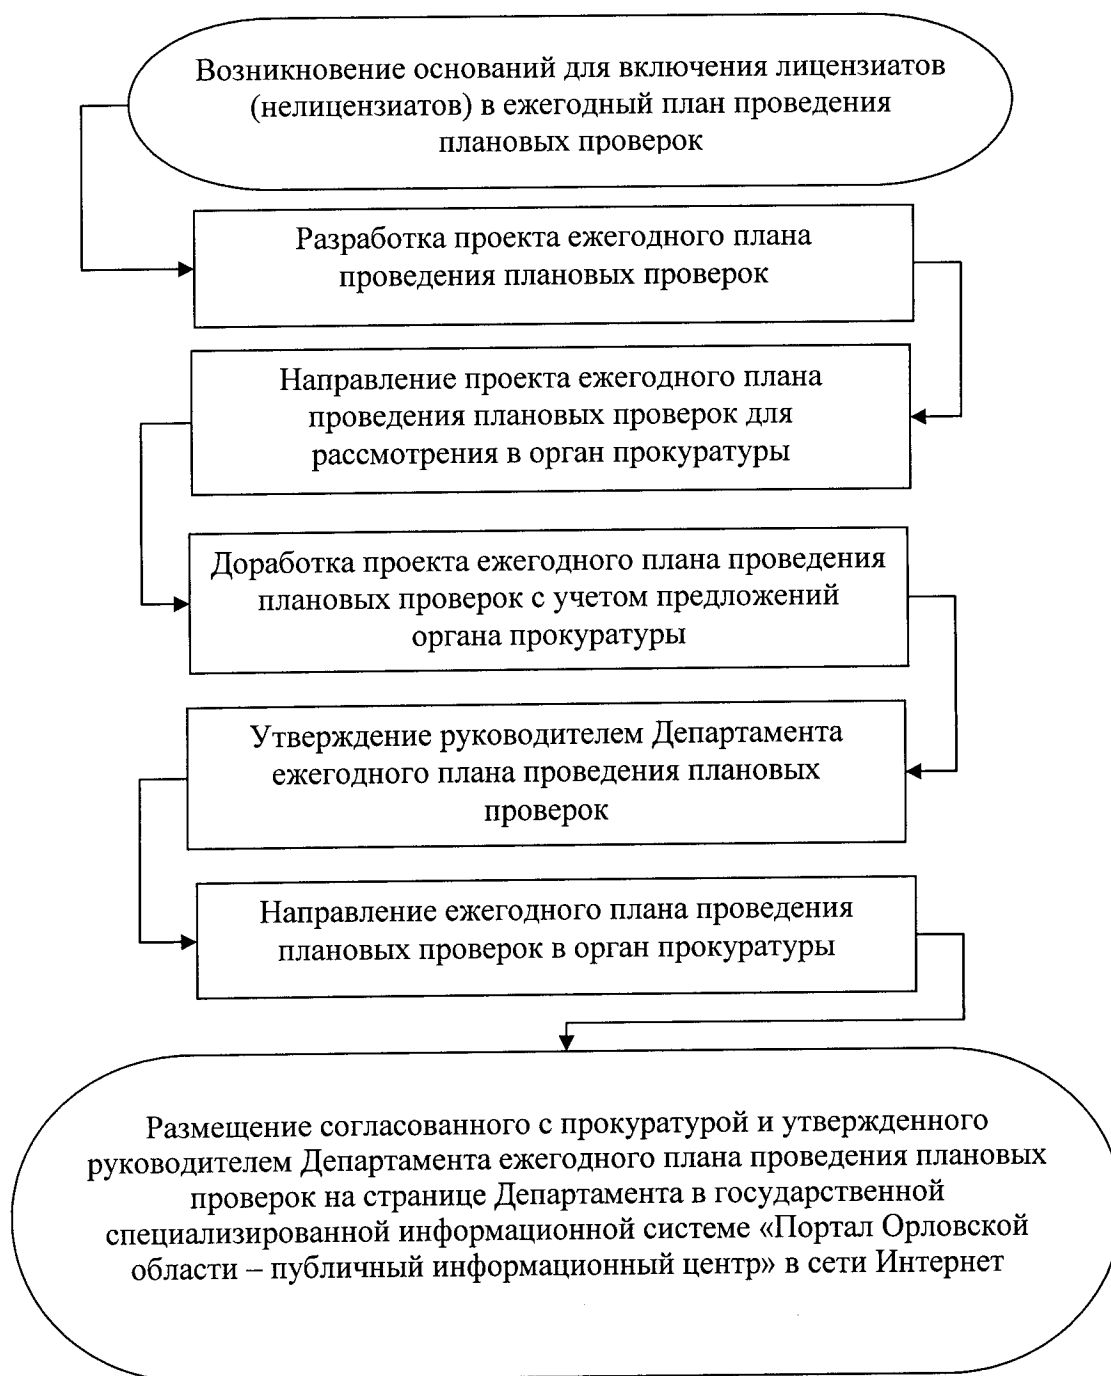 Возникновение оснований для включения лицензиатов
(нелицензиатов) в ежегодный план проведения
плановых проверок
Разработка проекта ежегодного плана
проведения плановых проверок
Направление проекта ежегодного плана
проведения плановых проверок для
рассмотрения в орган прокуратуры
Доработка проекта ежегодного плана проведения
плановых проверок с учетом предложений
органа прокуратуры
Утверждение руководителем Департамента
ежегодного плана проведения плановых
проверок
Направление ежегодного плана проведения
плановых проверок в орган прокуратуры
Размещение согласованного с прокуратурой и утвержденного
руководителем Департамента ежегодного плана проведения плановых
проверок на странице Департамента в государственной
специализированной информационной системе «Портал Орловской
области – публичный информационный центр» в сети Интернет